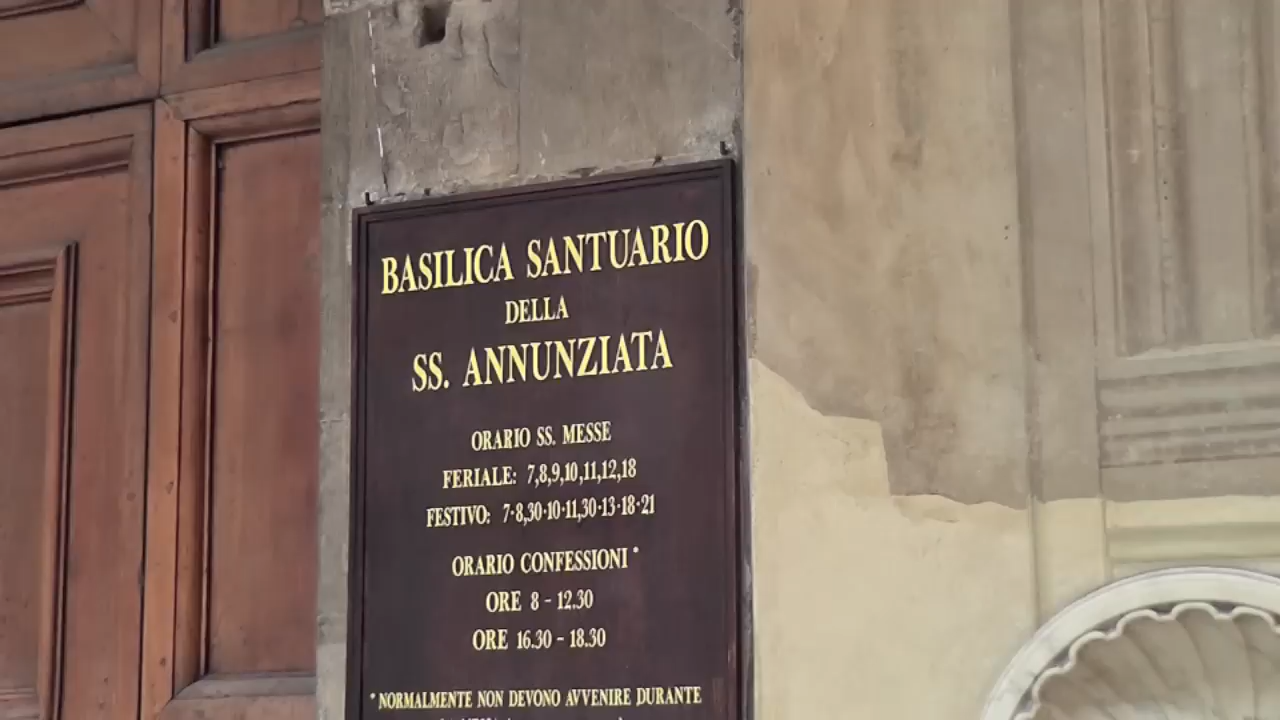 BASILICA SANTUARIO
DELLA
SS. ANNUNZIATA
ORARIO SS. MESSE
FERIALE: 7,8,9,10,11,12,18
FESTIVO: 7·8,30·10·11,30·13·18·21
ORARIO CONFESSIONI *
ORE 8 - 12.30
ORE 16.30 - 18.30
* NORMALMENTE NON DEVONO AVVENIRE DURANTE